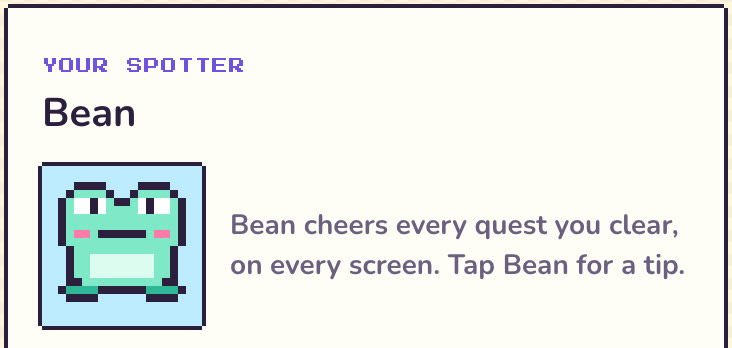 YOUR SPOTTER
Bean
Bean cheers every quest you clear,
on every screen. Tap Bean for a tip.